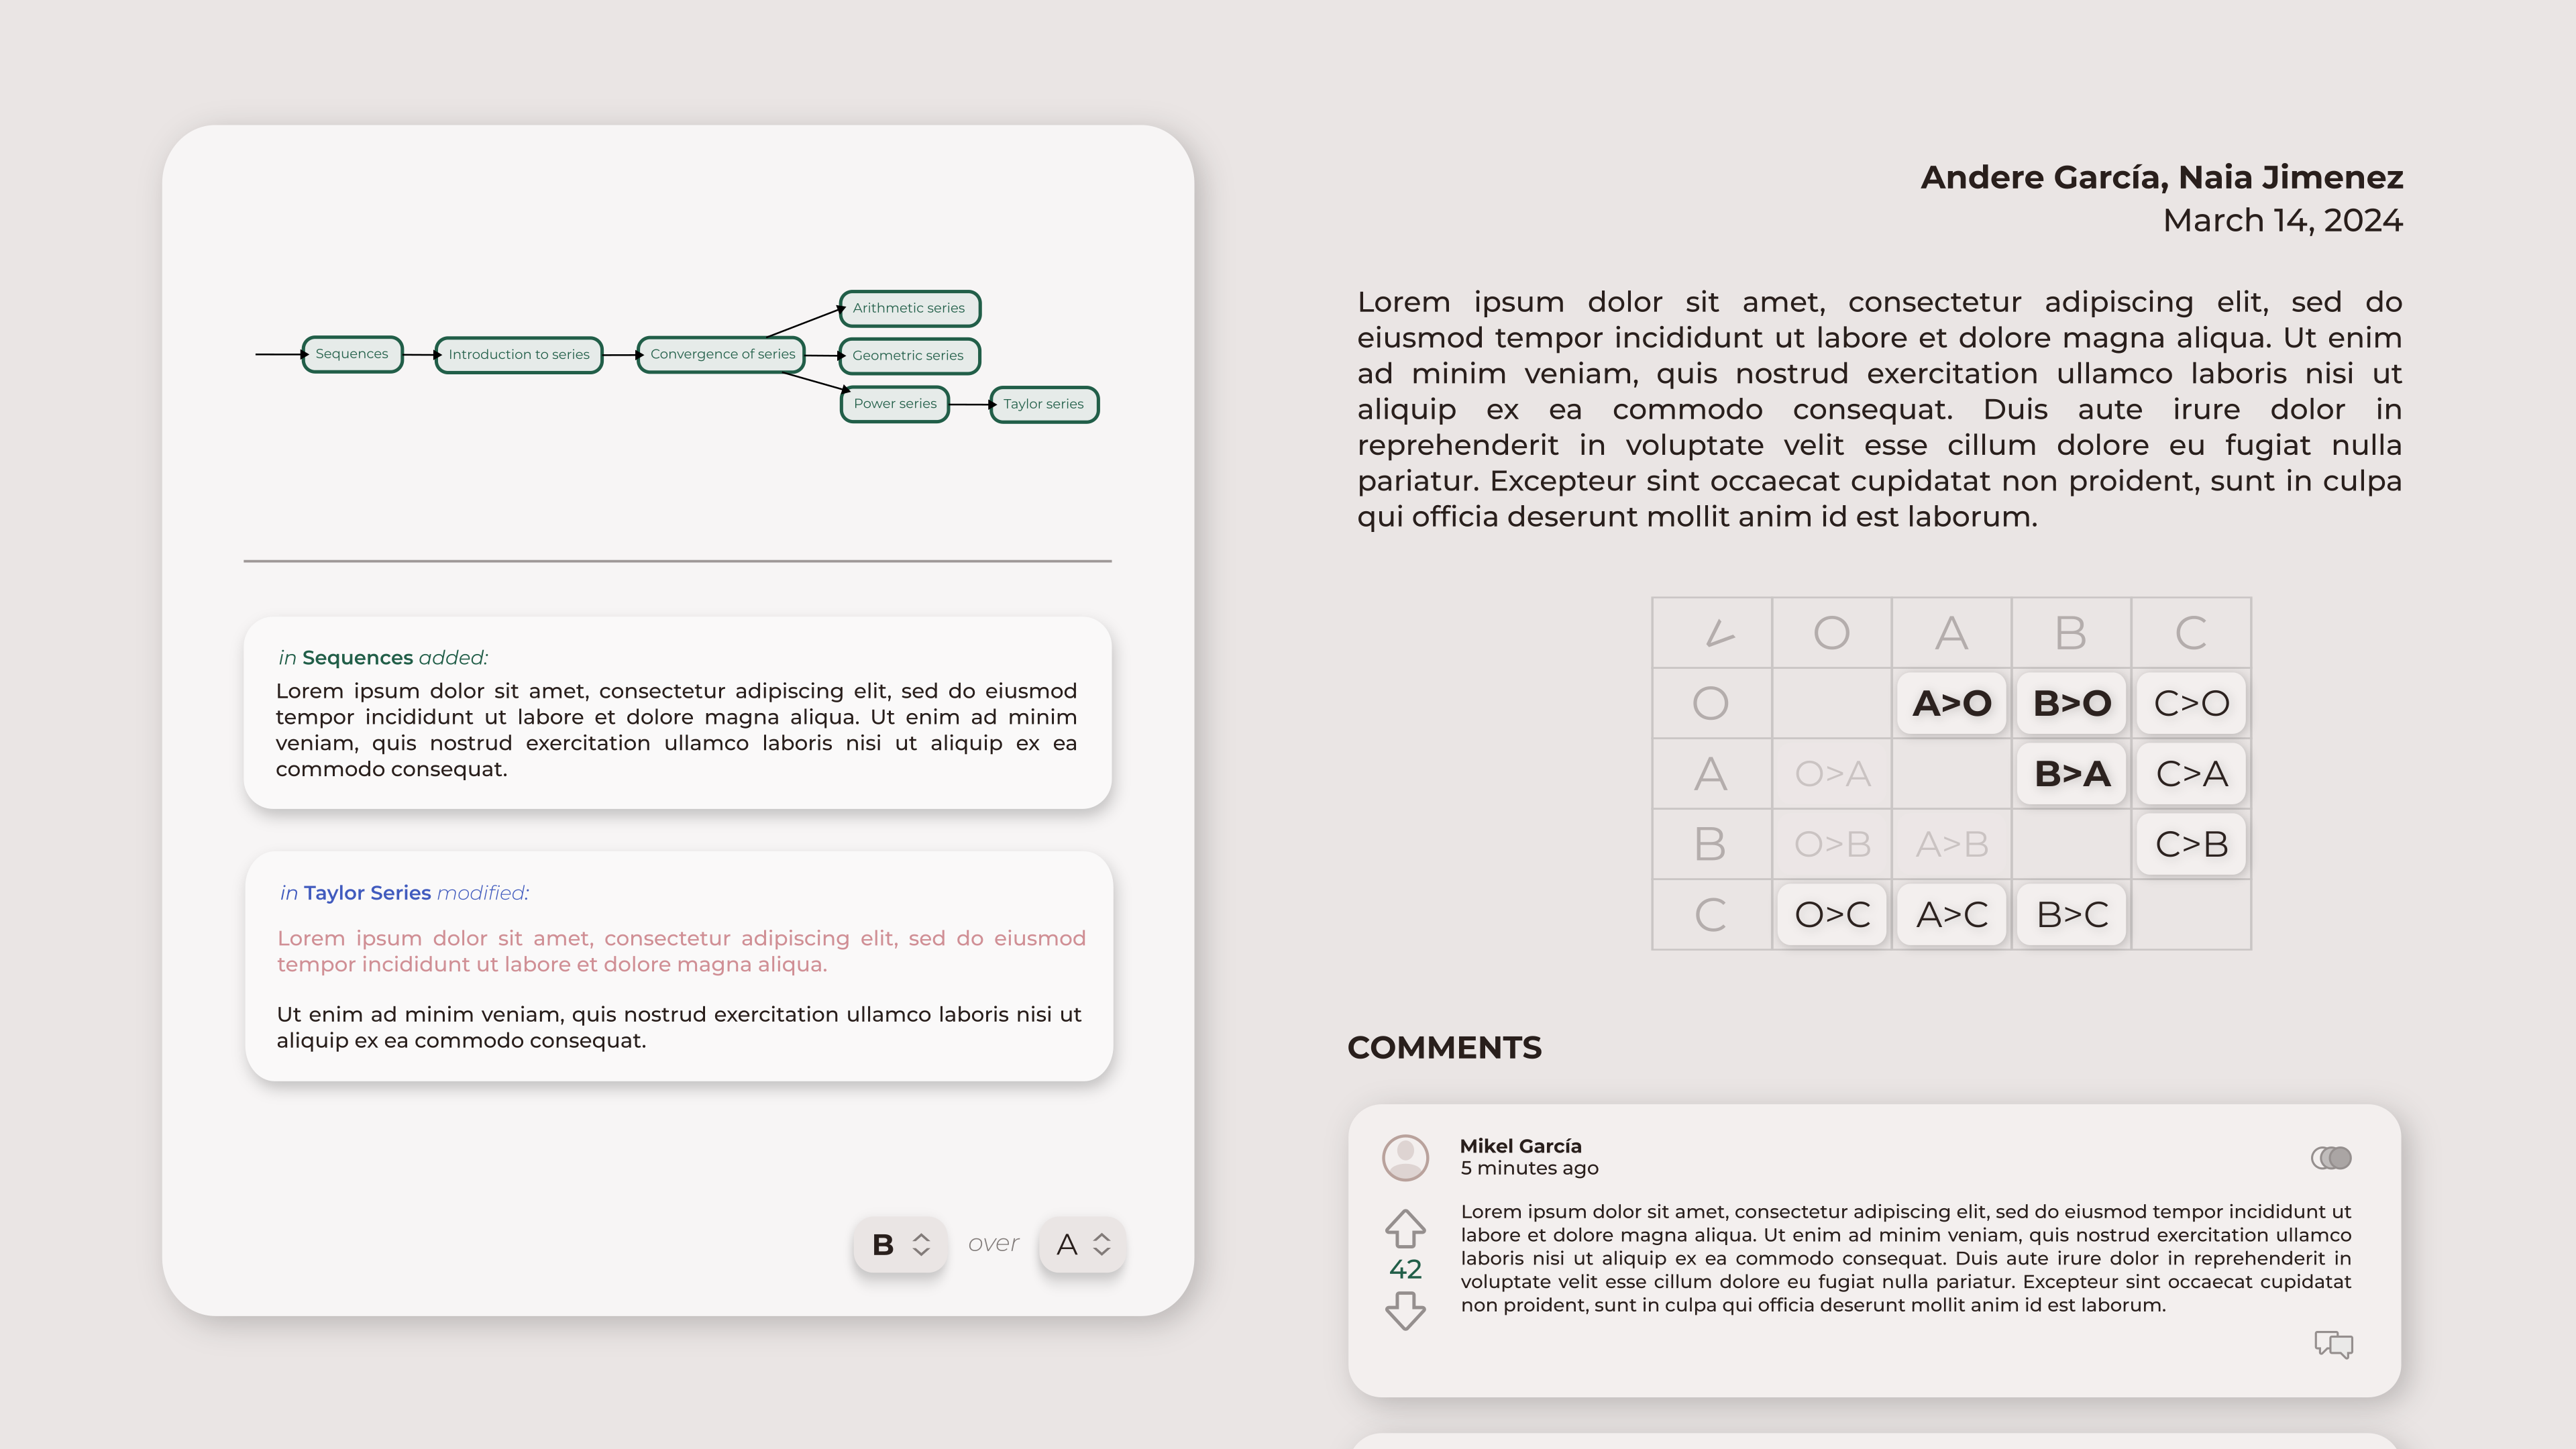 Sequences
Introduction to series
Convergence of series
Arithmetic series
Geometric series
Power series
Taylor series
in Sequences added:
Lorem ipsum dolor sit amet, consectetur adipiscing elit, sed do eiusmod
tempor incididunt ut labore et dolore magna aliqua. Ut enim ad minim
veniam, quis nostrud exercitation ullamco laboris nisi ut aliquip ex ea
commodo consequat.
in Taylor Series modified:
Lorem ipsum dolor sit amet, consectetur adipiscing elit, sed do eiusmod
tempor incididunt ut labore et dolore magna aliqua.
Ut enim ad minim veniam, quis nostrud exercitation ullamco laboris nisi ut
aliquip ex ea commodo consequat.
B over A
Andere García, Naia Jimenez
March 14, 2024
Lorem ipsum dolor sit amet, consectetur adipiscing elit, sed do
eiusmod tempor incididunt ut labore et dolore magna aliqua. Ut enim
ad minim veniam, quis nostrud exercitation ullamco laboris nisi ut
aliquip ex ea commodo consequat. Duis aute irure dolor in
reprehenderit in voluptate velit esse cillum dolore eu fugiat nulla
pariatur. Excepteur sint occaecat cupidatat non proident, sunt in culpa
qui officia deserunt mollit anim id est laborum.
< O A B C
O A>O B>O C>O
A O>A B>A C>A
B O>B A>B C>B
C O>C A>C B>C
COMMENTS
Mikel García
5 minutes ago
42
Lorem ipsum dolor sit amet, consectetur adipiscing elit, sed do eiusmod tempor incididunt ut
labore et dolore magna aliqua. Ut enim ad minim veniam, quis nostrud exercitation ullamco
laboris nisi ut aliquip ex ea commodo consequat. Duis aute irure dolor in reprehenderit in
voluptate velit esse cillum dolore eu fugiat nulla pariatur. Excepteur sint occaecat cupidatat
non proident, sunt in culpa qui officia deserunt mollit anim id est laborum.